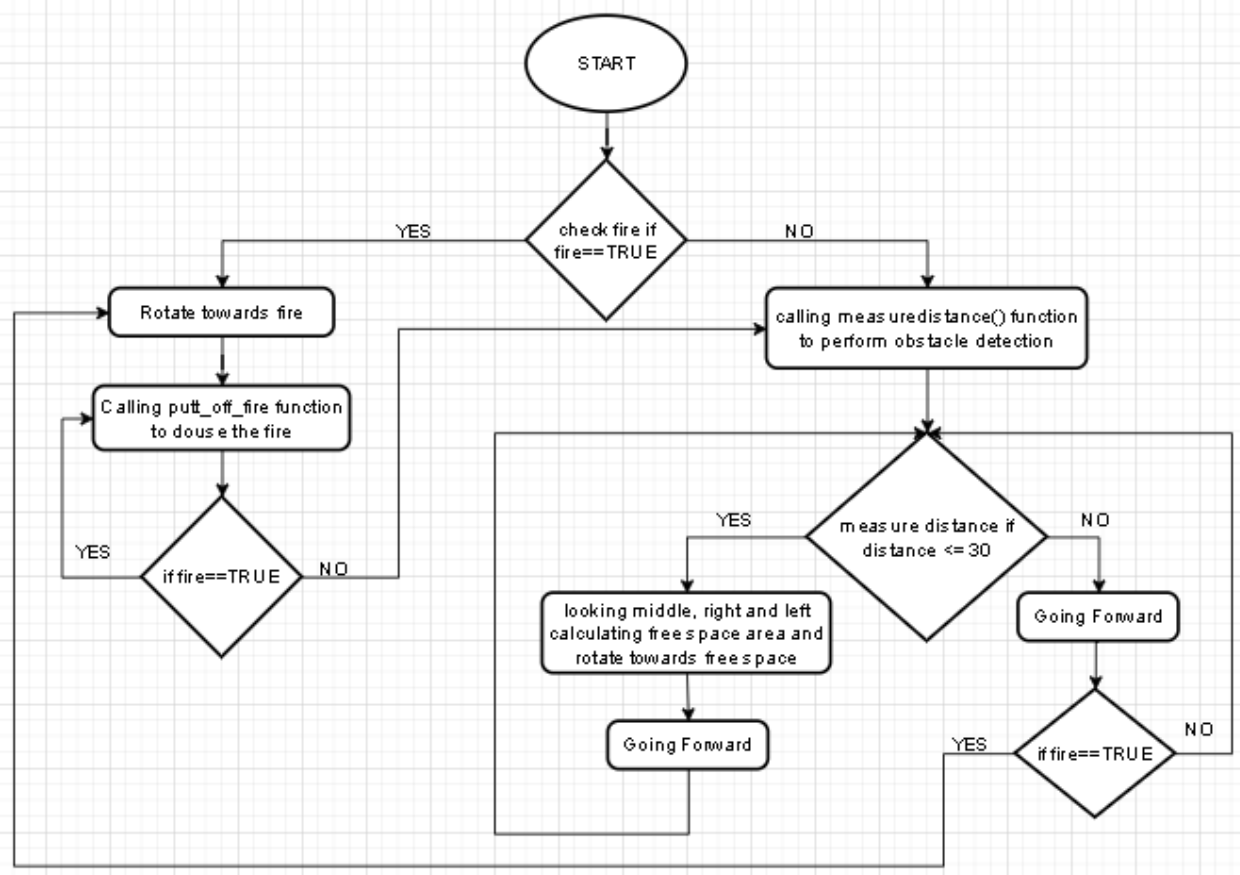 START
check fire if
fire==TRUE
YES
NO
Rotate towards fire
calling measuredistance() function
to perform obstacle detection
Calling putt_off_fire function
to douse the fire
YES
if fire==TRUE
NO
YES
measure distance if
distance <= 30
NO
looking middle, right and left
calculating free space area and
rotate towards free space
Going Forward
Going Forward
YES
if fire==TRUE
NO